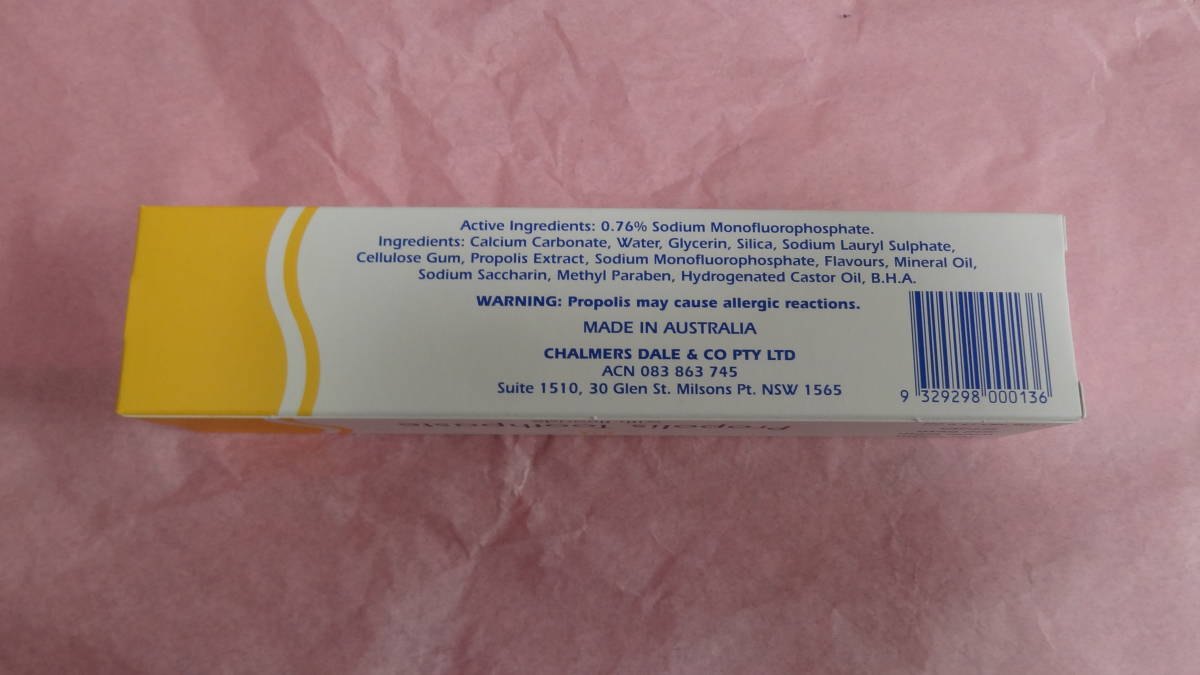 Active Ingredients: 0.76% Sodium Monofluorophosphate.
Ingredients: Calcium Carbonate, Water, Glycerin, Silica, Sodium Lauryl Sulphate,
Cellulose Gum, Propolis Extract, Sodium Monofluorophosphate, Flavours, Mineral Oil,
Sodium Saccharin, Methyl Paraben, Hydrogenated Castor Oil, B.H.A.
WARNING: Propolis may cause allergic reactions.
MADE IN AUSTRALIA
CHALMERS DALE & CO PTY LTD
ACN 083 863 745
Suite 1510, 30 Glen St. Milsons Pt. NSW 1565
9 329298 000136
Propolis Toothpaste